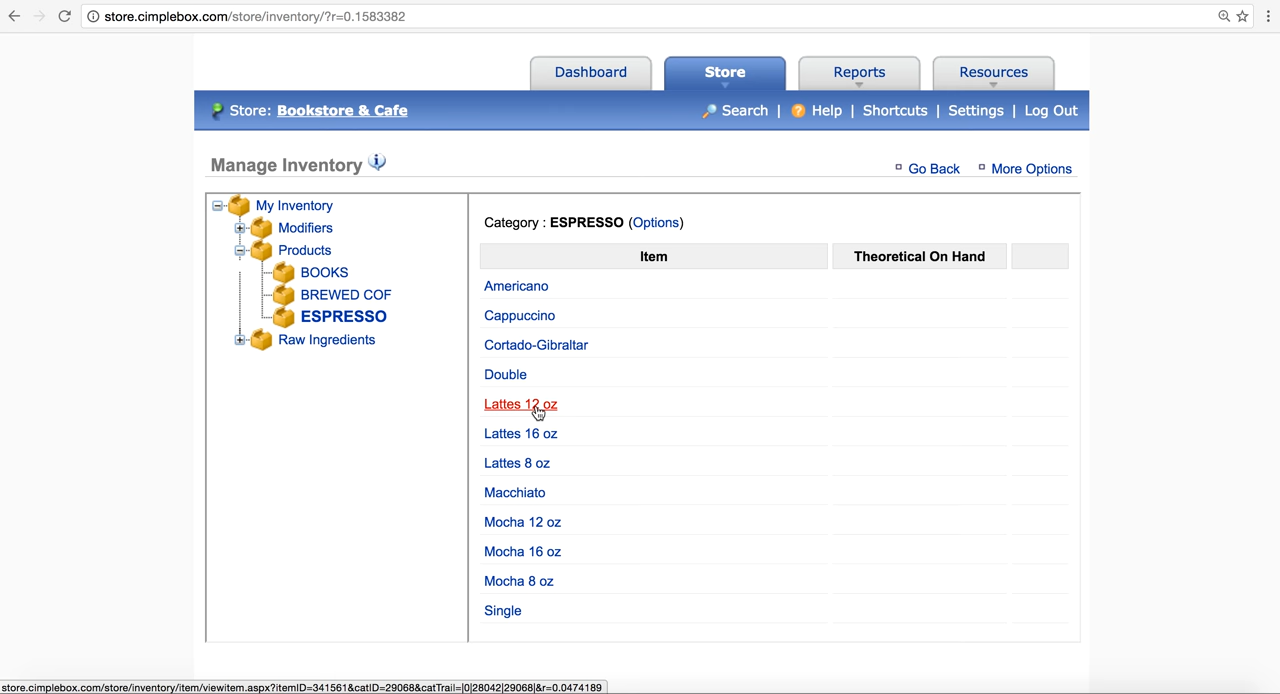 store.cimplebox.com/store/inventory/?r=0.1583382
Dashboard Store Reports Resources
Store: Bookstore & Cafe Search | Help | Shortcuts | Settings | Log Out
Manage Inventory Go Back More Options
My Inventory
Modifiers
Products
BOOKS
BREWED COF
ESPRESSO
Raw Ingredients
Category : ESPRESSO (Options)
Item Theoretical On Hand
Americano
Cappuccino
Cortado-Gibraltar
Double
Lattes 12 oz
Lattes 16 oz
Lattes 8 oz
Macchiato
Mocha 12 oz
Mocha 16 oz
Mocha 8 oz
Single
store.cimplebox.com/store/inventory/item/viewitem.aspx?itemID=341561&catID=29068&catTrail=|0|28042|29068|&r=0.0474189